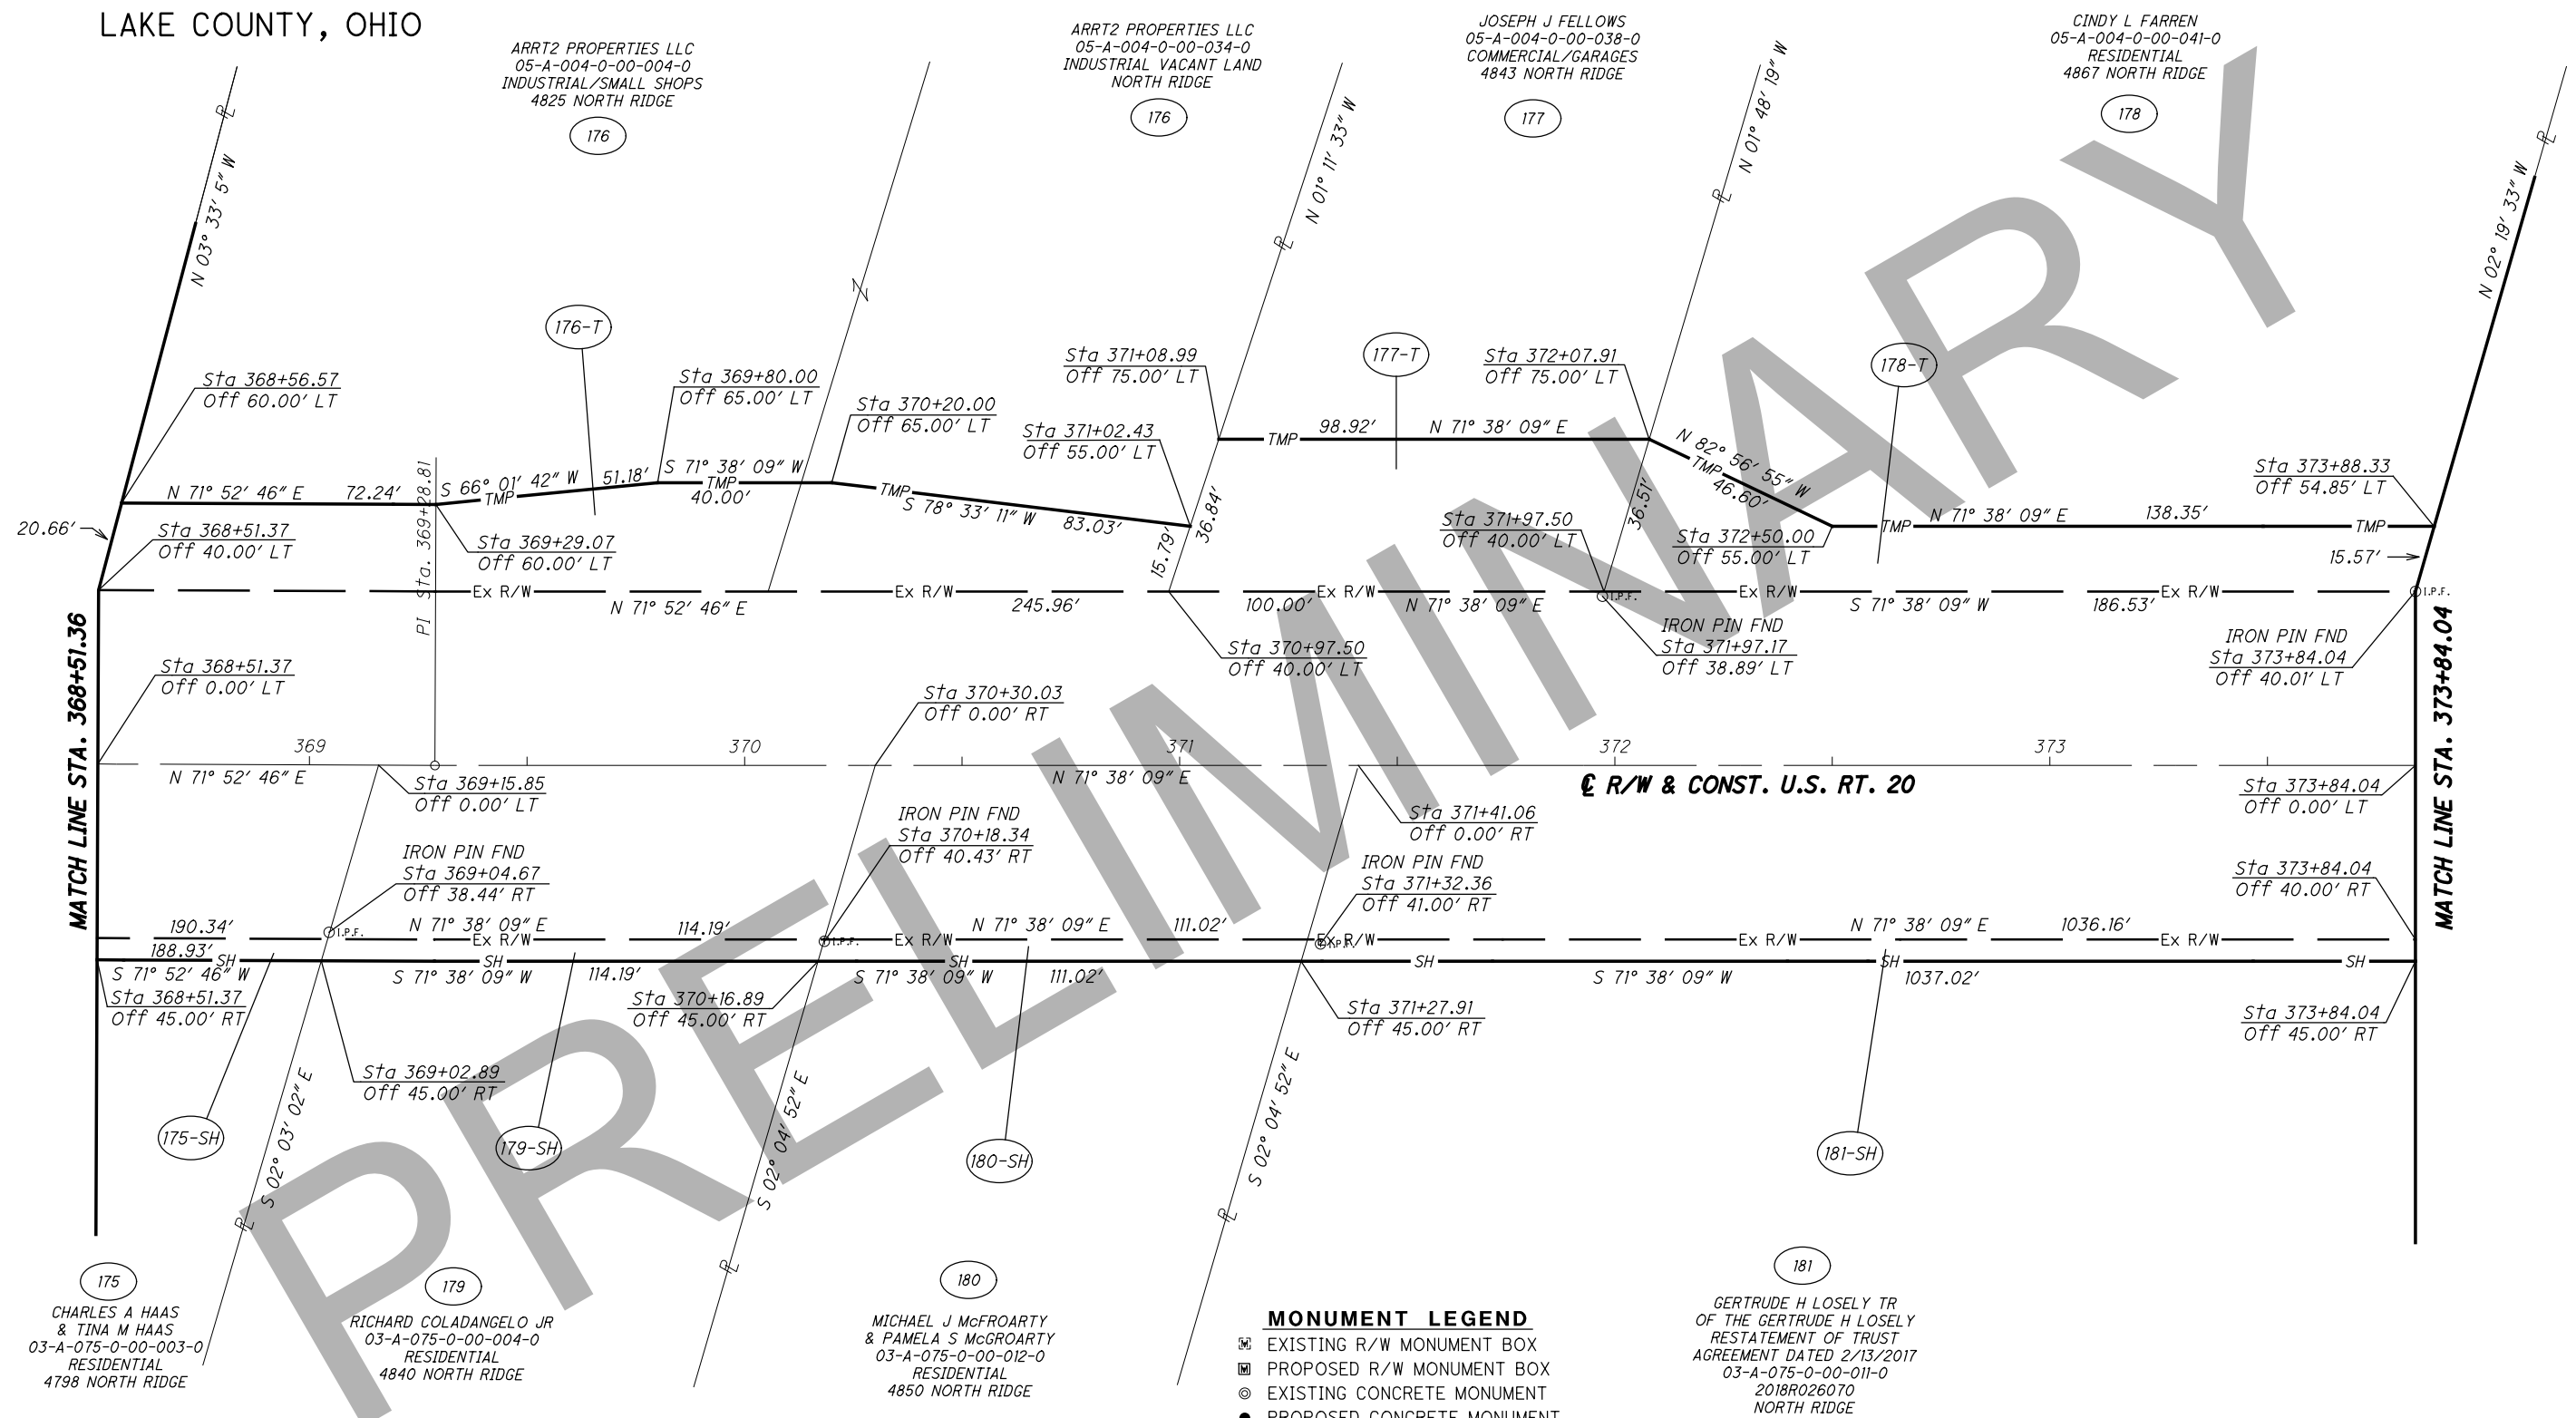 LAKE COUNTY, OHIO
ARRT2 PROPERTIES LLC
05-A-004-0-00-004-0
INDUSTRIAL/SMALL SHOPS
4825 NORTH RIDGE
176
ARRT2 PROPERTIES LLC
05-A-004-0-00-034-0
INDUSTRIAL VACANT LAND
NORTH RIDGE
176
JOSEPH J FELLOWS
05-A-004-0-00-038-0
COMMERCIAL/GARAGES
4843 NORTH RIDGE
177
CINDY L FARREN
05-A-004-0-00-041-0
RESIDENTIAL
4867 NORTH RIDGE
178
N 03° 33' 5" W
N 01° 11' 33" W
N 01° 48' 19" W
N 02° 19' 33" W
176-T
177-T
178-T
Sta 368+56.57
Off 60.00' LT
Sta 369+80.00
Off 65.00' LT
Sta 370+20.00
Off 65.00' LT
Sta 371+08.99
Off 75.00' LT
Sta 371+02.43
Off 55.00' LT
Sta 372+07.91
Off 75.00' LT
Sta 373+88.33
Off 54.85' LT
TMP 98.92' N 71° 38' 09" E
N 82° 56' 55" W
TMP
46.60'
N 71° 52' 46" E 72.24'
S 66° 01' 42" W 51.18'
TMP
S 71° 38' 09" W
TMP
40.00'
TMP
S 78° 33' 11" W 83.03'
36.84'
15.79'
36.51'
TMP N 71° 38' 09" E 138.35' TMP
20.66'
15.57'
Sta 368+51.37
Off 40.00' LT
PI Sta. 369+28.81
Sta 369+29.07
Off 60.00' LT
Sta 371+97.50
Off 40.00' LT
Sta 372+50.00
Off 55.00' LT
Ex R/W
Ex R/W
Ex R/W
Ex R/W
Ex R/W
I.P.F.
I.P.F.
N 71° 52' 46" E
245.96'
100.00'
N 71° 38' 09" E
S 71° 38' 09" W
186.53'
MATCH LINE STA. 368+51.36
MATCH LINE STA. 373+84.04
Sta 368+51.37
Off 0.00' LT
Sta 370+97.50
Off 40.00' LT
IRON PIN FND
Sta 371+97.17
Off 38.89' LT
IRON PIN FND
Sta 373+84.04
Off 40.01' LT
Sta 370+30.03
Off 0.00' RT
369
370
371
372
373
N 71° 52' 46" E
N 71° 38' 09" E
℄ R/W & CONST. U.S. RT. 20
Sta 369+15.85
Off 0.00' LT
Sta 371+41.06
Off 0.00' RT
Sta 373+84.04
Off 0.00' LT
IRON PIN FND
Sta 369+04.67
Off 38.44' RT
IRON PIN FND
Sta 370+18.34
Off 40.43' RT
IRON PIN FND
Sta 371+32.36
Off 41.00' RT
Sta 373+84.04
Off 40.00' RT
190.34'
N 71° 38' 09" E
114.19'
N 71° 38' 09" E
111.02'
N 71° 38' 09" E
1036.16'
I.P.F.
Ex R/W
I.P.F.
Ex R/W
Ex R/W
Ex R/W
Ex R/W
188.93'
SH
SH
SH
SH
SH
SH
S 71° 52' 46" W
S 71° 38' 09" W
114.19'
S 71° 38' 09" W
111.02'
S 71° 38' 09" W
1037.02'
Sta 368+51.37
Off 45.00' RT
Sta 370+16.89
Off 45.00' RT
Sta 371+27.91
Off 45.00' RT
Sta 373+84.04
Off 45.00' RT
Sta 369+02.89
Off 45.00' RT
S 02° 03' 02" E
S 02° 04' 52" E
S 02° 04' 52" E
175-SH
179-SH
180-SH
181-SH
175
CHARLES A HAAS
& TINA M HAAS
03-A-075-0-00-003-0
RESIDENTIAL
4798 NORTH RIDGE
179
RICHARD COLADANGELO JR
03-A-075-0-00-004-0
RESIDENTIAL
4840 NORTH RIDGE
180
MICHAEL J McFROARTY
& PAMELA S McGROARTY
03-A-075-0-00-012-0
RESIDENTIAL
4850 NORTH RIDGE
MONUMENT LEGEND
EXISTING R/W MONUMENT BOX
PROPOSED R/W MONUMENT BOX
EXISTING CONCRETE MONUMENT
PROPOSED CONCRETE MONUMENT
181
GERTRUDE H LOSELY TR
OF THE GERTRUDE H LOSELY
RESTATEMENT OF TRUST
AGREEMENT DATED 2/13/2017
03-A-075-0-00-011-0
2018R026070
NORTH RIDGE
PRELIMINARY